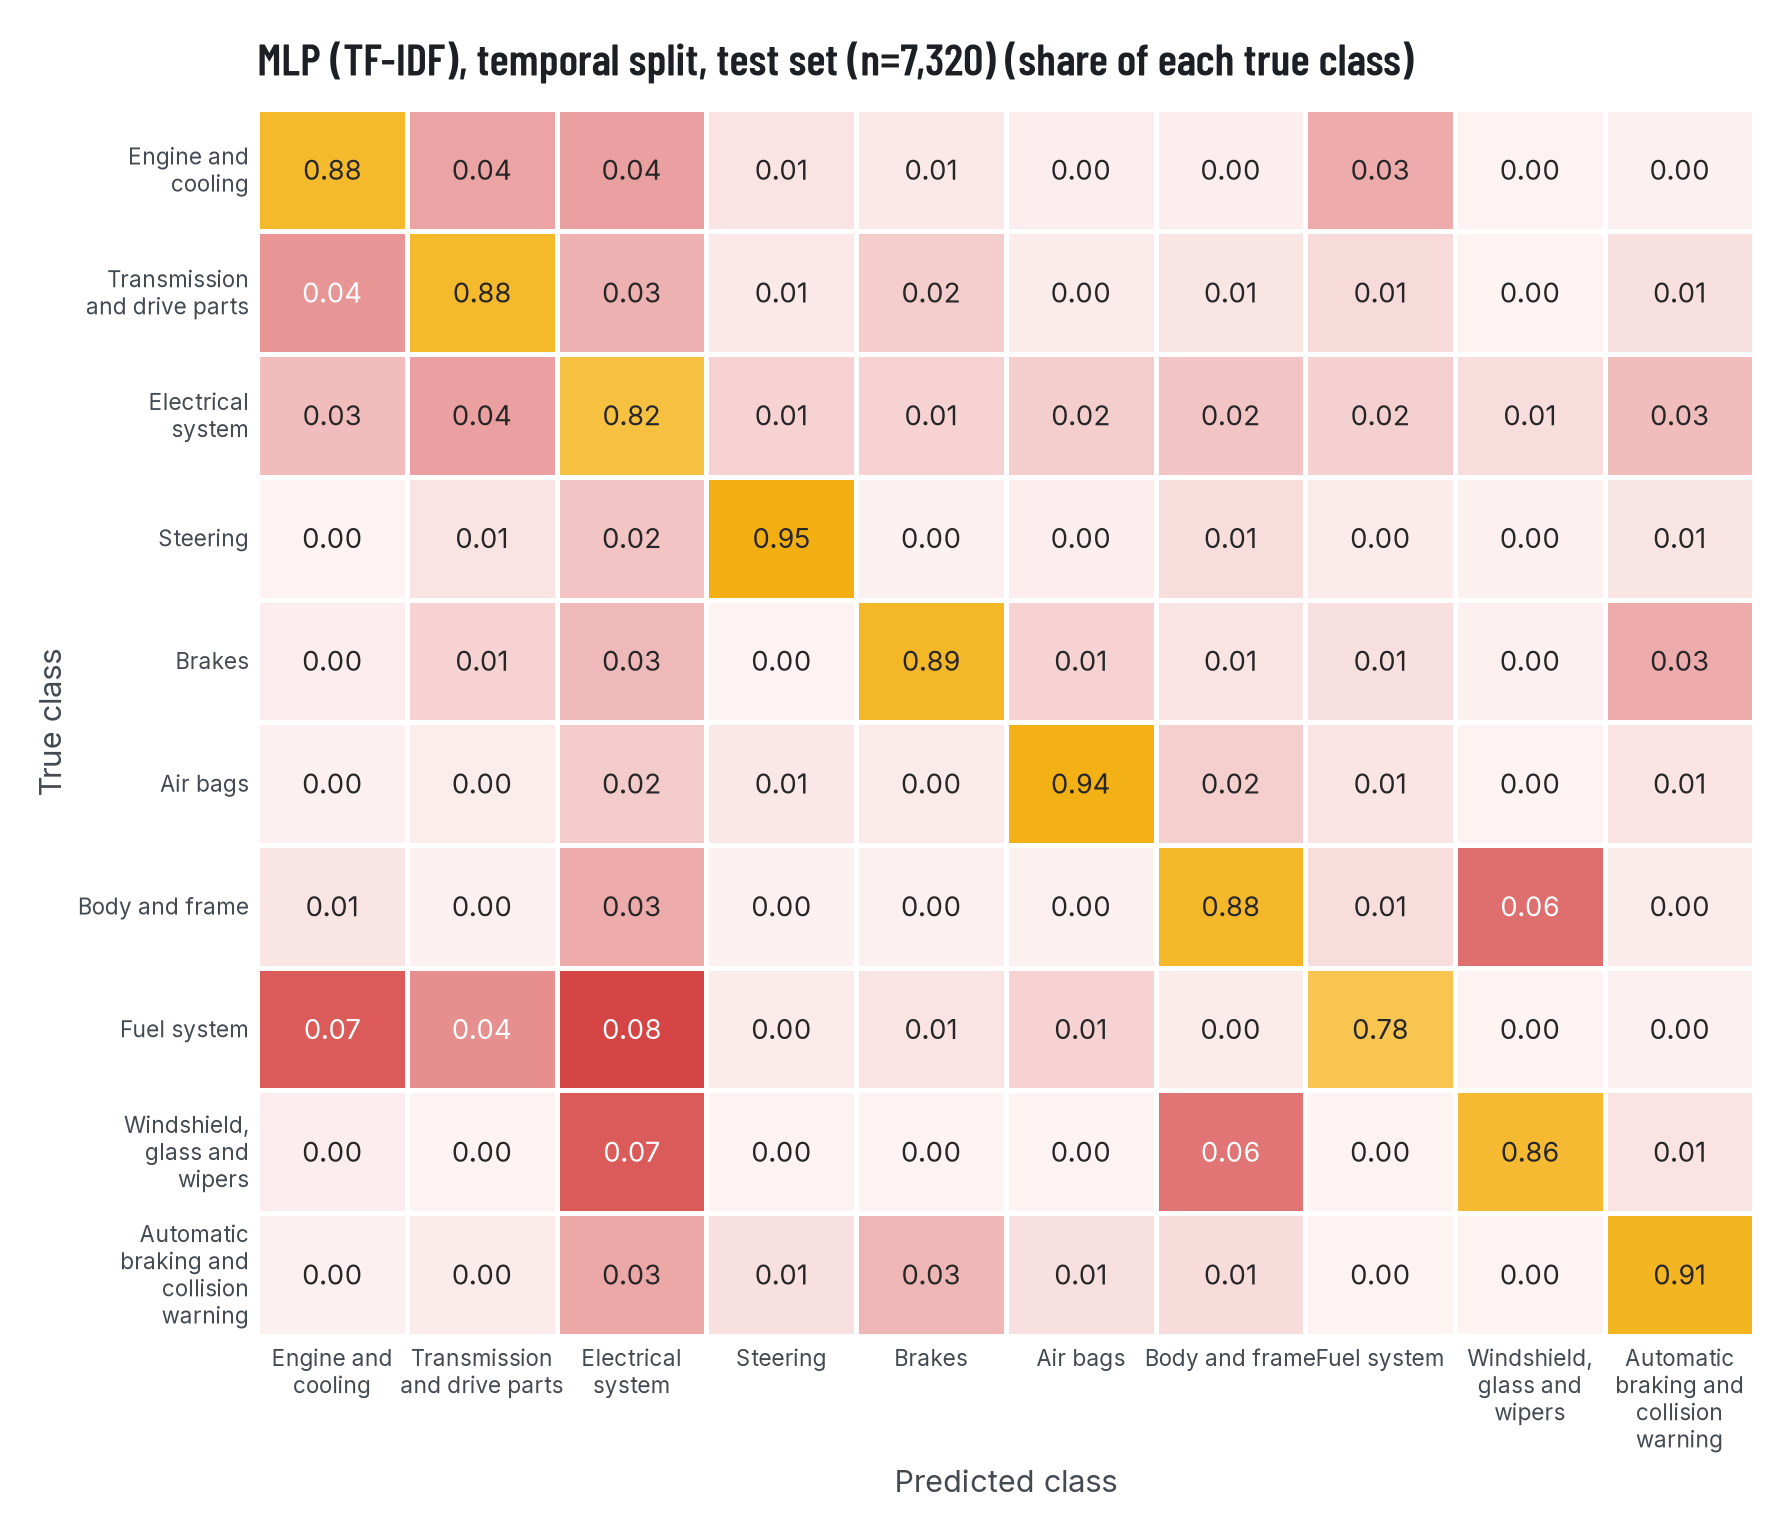 MLP (TF-IDF), temporal split, test set (n=7,320) (share of each true class)
Engine and
cooling
0.88 0.04 0.04 0.01 0.01 0.00 0.00 0.03 0.00 0.00
Transmission
and drive parts
0.04 0.88 0.03 0.01 0.02 0.00 0.01 0.01 0.00 0.01
Electrical
system
0.03 0.04 0.82 0.01 0.01 0.02 0.02 0.02 0.01 0.03
Steering
0.00 0.01 0.02 0.95 0.00 0.00 0.01 0.00 0.00 0.01
Brakes
0.00 0.01 0.03 0.00 0.89 0.01 0.01 0.01 0.00 0.03
Air bags
0.00 0.00 0.02 0.01 0.00 0.94 0.02 0.01 0.00 0.01
Body and frame
0.01 0.00 0.03 0.00 0.00 0.00 0.88 0.01 0.06 0.00
Fuel system
0.07 0.04 0.08 0.00 0.01 0.01 0.00 0.78 0.00 0.00
Windshield,
glass and
wipers
0.00 0.00 0.07 0.00 0.00 0.00 0.06 0.00 0.86 0.01
Automatic
braking and
collision
warning
0.00 0.00 0.03 0.01 0.03 0.01 0.01 0.00 0.00 0.91
True class
Engine and
cooling
Transmission
and drive parts
Electrical
system
Steering
Brakes
Air bags
Body and frame
Fuel system
Windshield,
glass and
wipers
Automatic
braking and
collision
warning
Predicted class